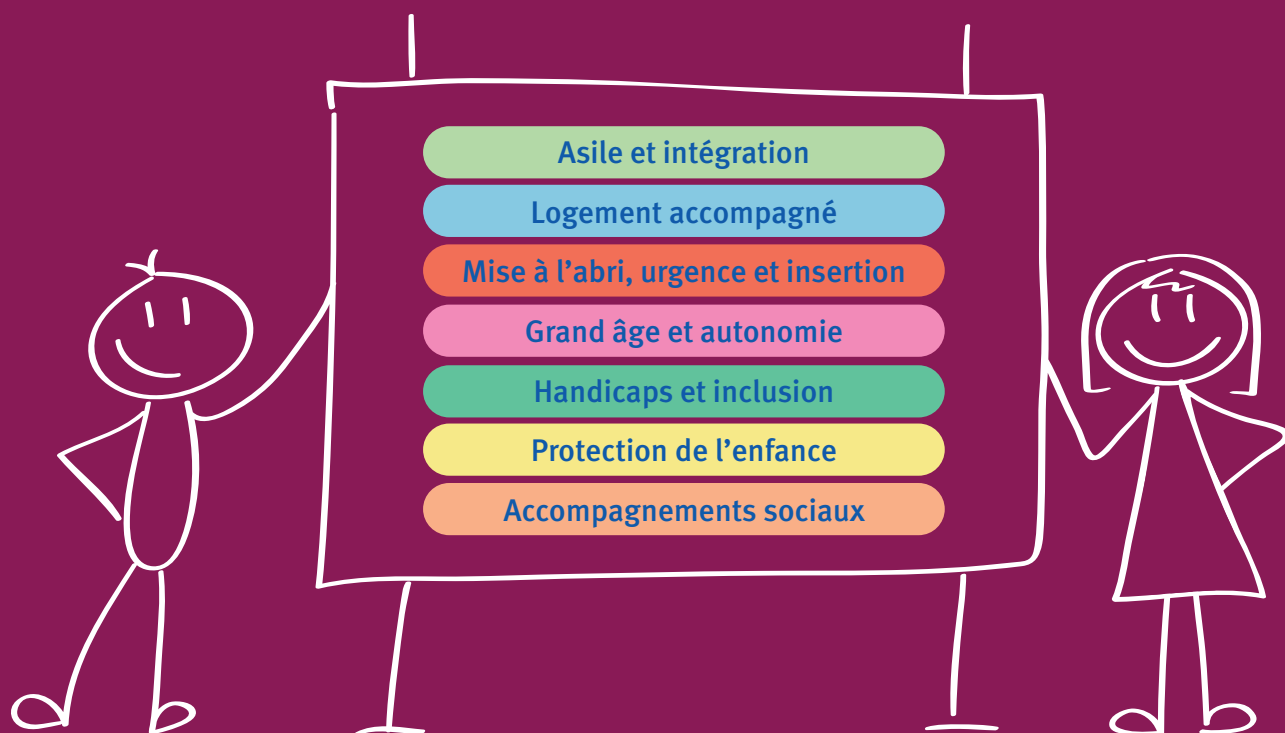 Asile et intégration
Logement accompagné
Mise à l’abri, urgence et insertion
Grand âge et autonomie
Handicaps et inclusion
Protection de l’enfance
Accompagnements sociaux